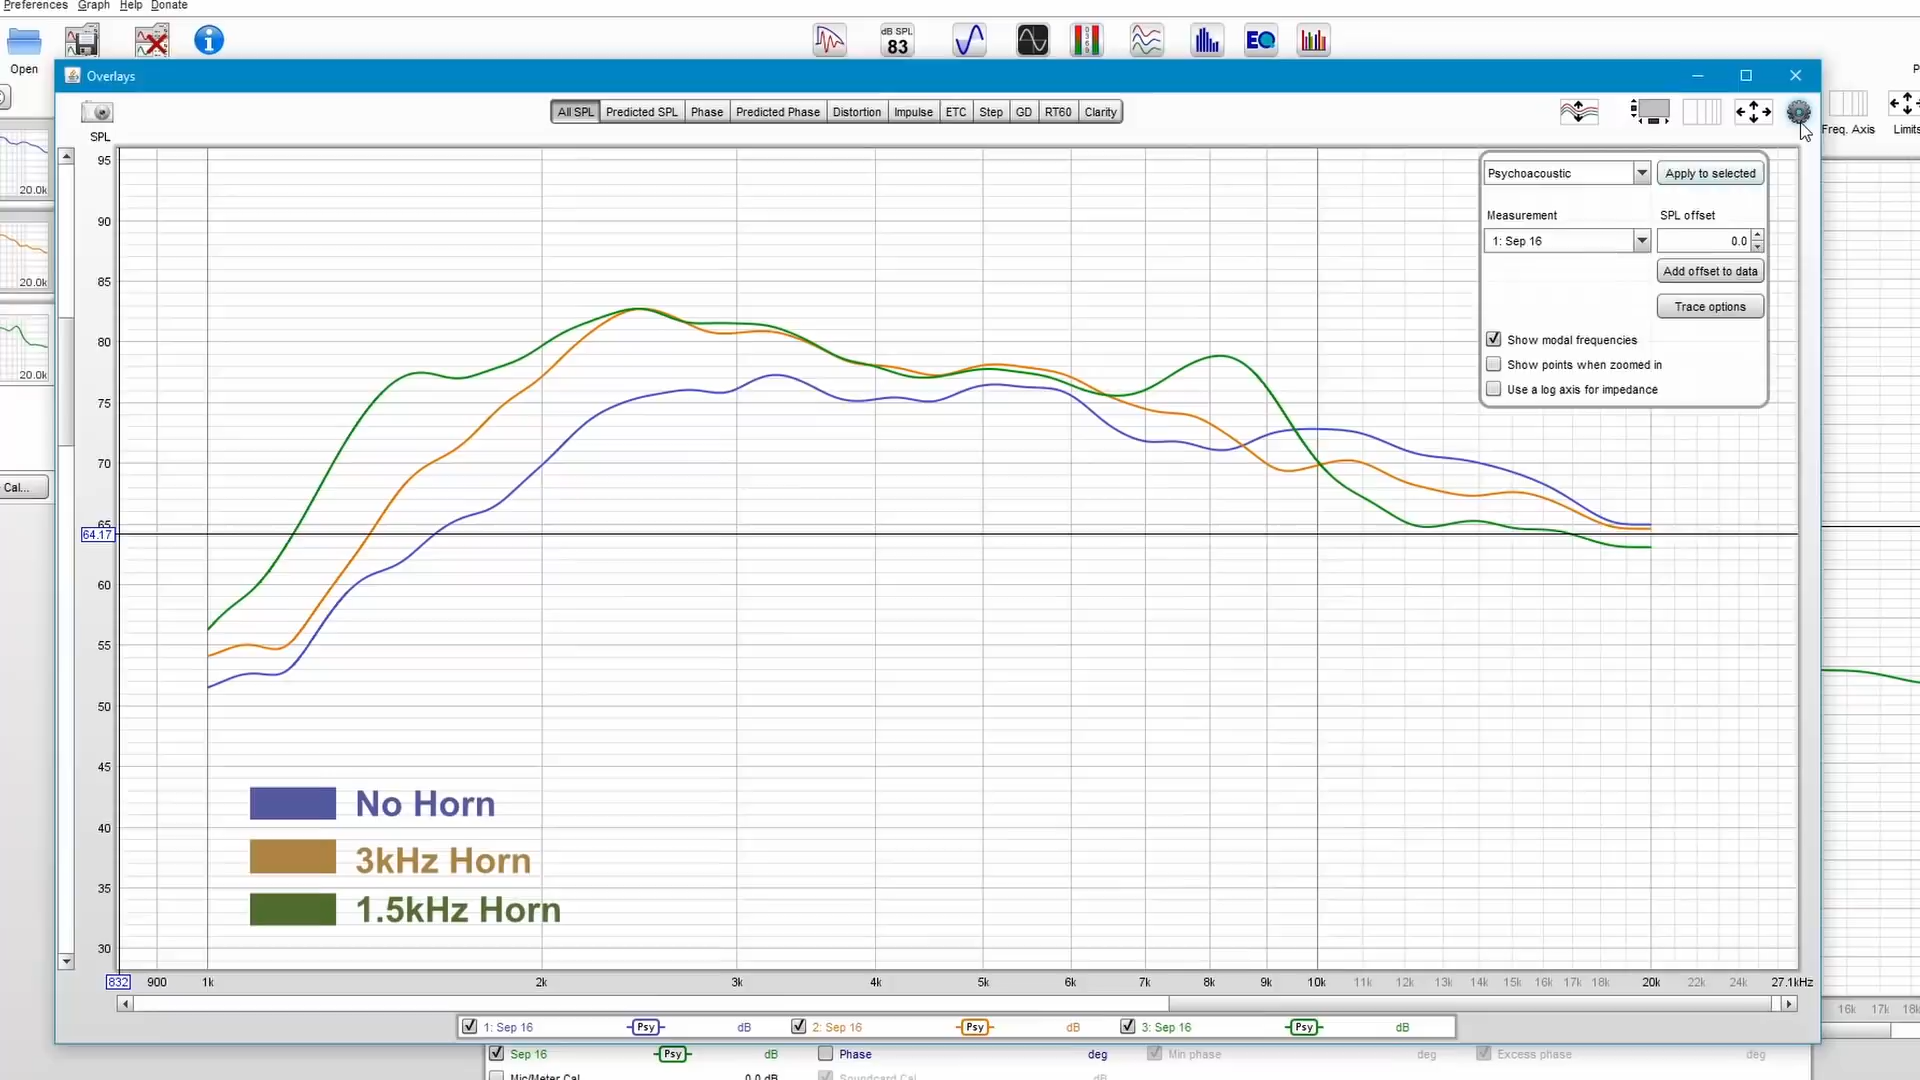 Preferences Graph Help Donate
dB SPL
83
EQ
Open
Overlays
All SPL Predicted SPL Phase Predicted Phase Distortion Impulse ETC Step GD RT60 Clarity
Freq. Axis Limits
SPL
95
90
85
80
75
70
65
64.17
60
55
50
45
40
35
30
20.0k
20.0k
20.0k
Cal...
Psychoacoustic Apply to selected
Measurement SPL offset
1: Sep 16 0.0
Add offset to data
Trace options
Show modal frequencies
Show points when zoomed in
Use a log axis for impedance
No Horn
3kHz Horn
1.5kHz Horn
832 900 1k 2k 3k 4k 5k 6k 7k 8k 9k 10k 11k 12k 13k 14k 15k 16k 17k 18k 20k 22k 24k 27.1kHz
16k 17k 18k
1: Sep 16 Psy dB 2: Sep 16 Psy dB 3: Sep 16 Psy dB
Sep 16 Psy dB Phase deg Min phase deg Excess phase deg
Mic/Meter Cal 0.0 dB Soundcard Cal dB